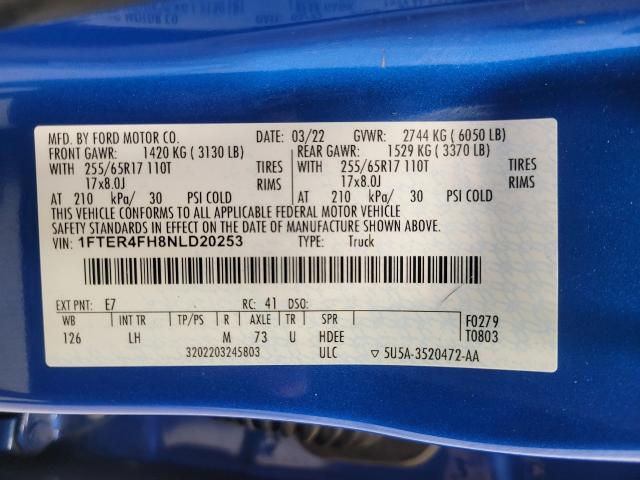 MFD. BY FORD MOTOR CO. DATE: 03/22 GVWR: 2744 KG ( 6050 LB)
FRONT GAWR: 1420 KG ( 3130 LB) REAR GAWR: 1529 KG ( 3370 LB)
WITH 255/65R17 110T TIRES WITH 255/65R17 110T TIRES
17x8.0J RIMS 17x8.0J RIMS
AT 210 kPa/ 30 PSI COLD AT 210 kPa/ 30 PSI COLD
THIS VEHICLE CONFORMS TO ALL APPLICABLE FEDERAL MOTOR VEHICLE
SAFETY STANDARDS IN EFFECT ON THE DATE OF MANUFACTURE SHOWN ABOVE.
VIN: 1FTER4FH8NLD20253 TYPE: Truck
EXT PNT: E7 RC: 41 DSO:
WB INT TR TP/PS R AXLE TR SPR F0279
126 LH M 73 U HDEE T0803
3202203245803 ULC ▽ 5U5A-3520472-AA